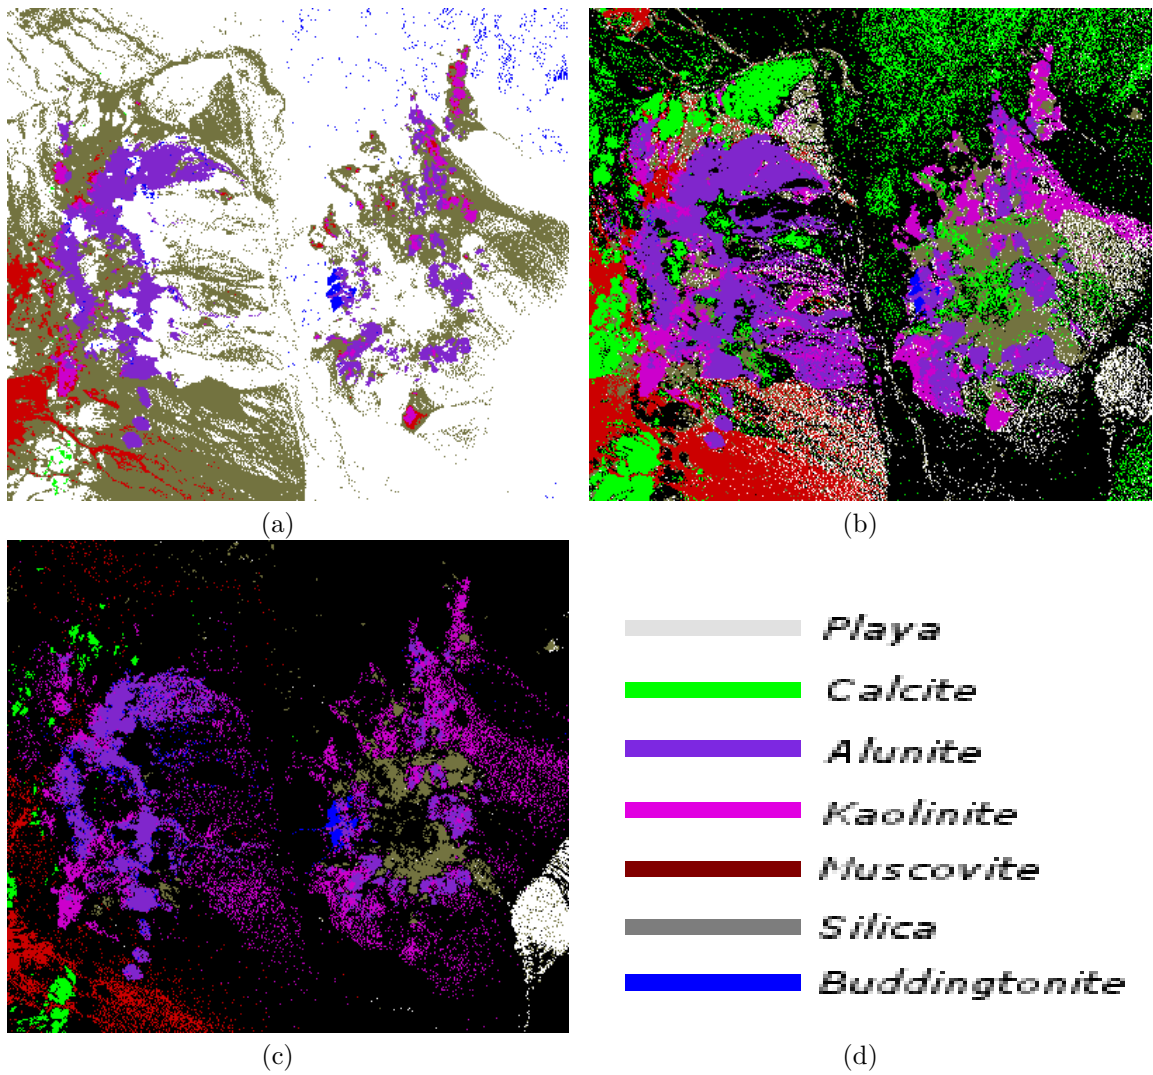 (a)
(b)
Playa
Calcite
Alunite
Kaolinite
Muscovite
Silica
Buddingtonite
(c)
(d)